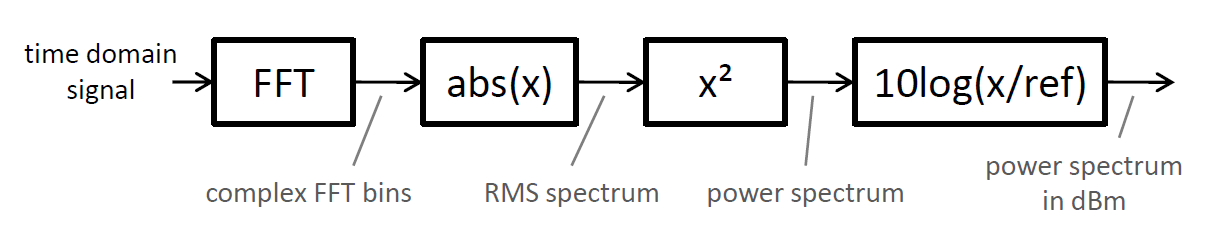 time domain
signal
FFT
abs(x)
x²
10log(x/ref)
complex FFT bins
RMS spectrum
power spectrum
power spectrum
in dBm